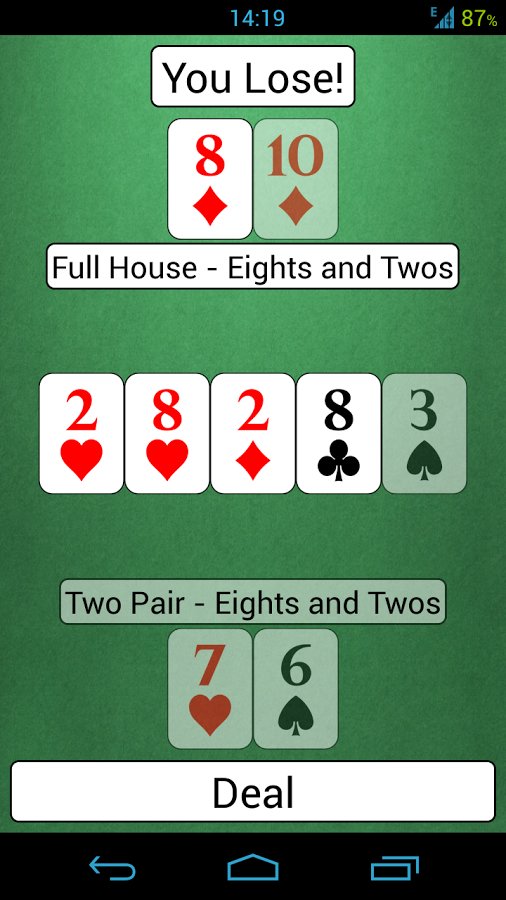 14:19 E 87%
You Lose!
8 10
Full House - Eights and Twos
2 8 2 8 3
Two Pair - Eights and Twos
7 6
Deal